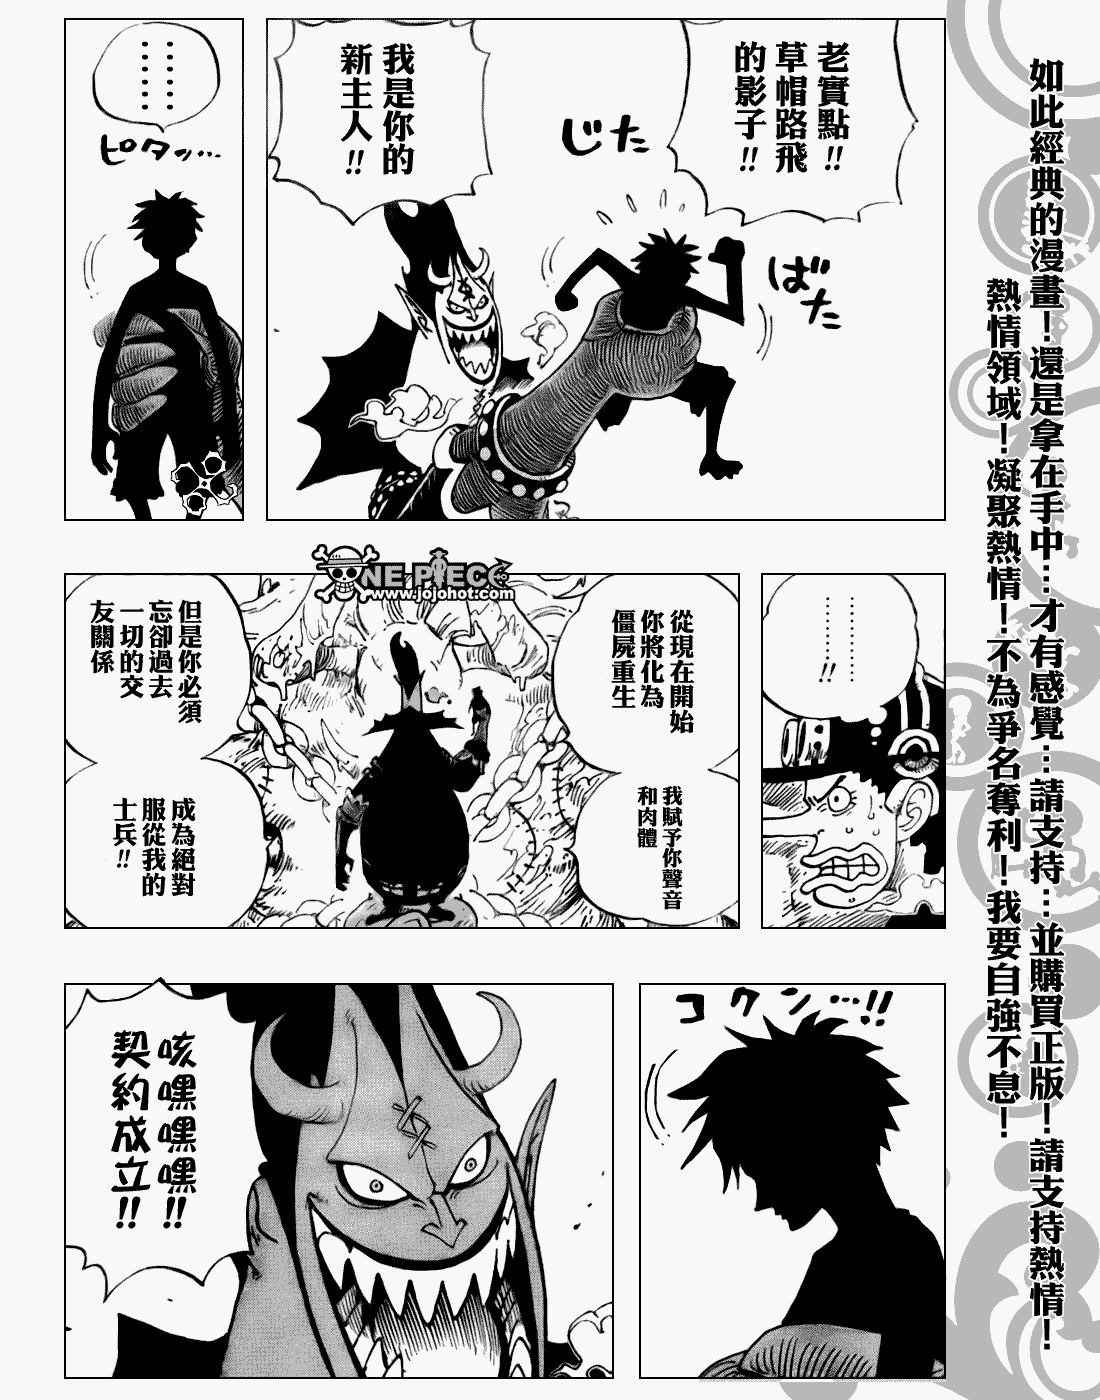 如此經典的漫畫！還是拿在手中…才有感覺…請支持…並購買正版！請支持熱情！
熱情領域！凝聚熱情！不為爭名奪利！我要自強不息！
老實點!!
草帽路飛
的影子!!
じた
ばた
我是你的
新主人!!
………
ピタッ…
…………!!
ONE PIECE
www.jojohot.com
從現在開始
你將化為
僵屍重生
我賦予你聲音
和肉體
但是你必須
忘卻過去
一切的交
友關係
成為絕對
服從我的
士兵!!
コクン…!!
咳嘿嘿嘿!!
契約成立!!